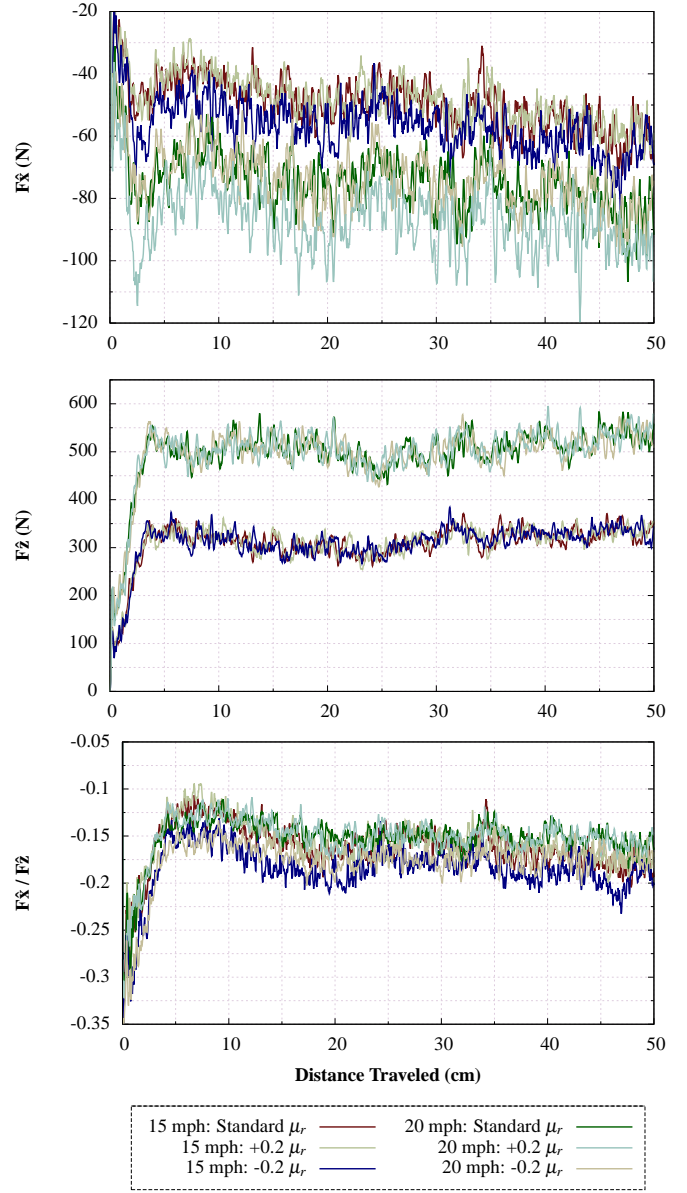 -20
-40
-60
-80
-100
-120
Fx̂ (N)
0 10 20 30 40 50
600
500
400
300
200
100
0
Fẑ (N)
0 10 20 30 40 50
-0.05
-0.1
-0.15
-0.2
-0.25
-0.3
-0.35
Fx̂ / Fẑ
0 10 20 30 40 50
Distance Traveled (cm)
15 mph: Standard μr 20 mph: Standard μr
15 mph: +0.2 μr 20 mph: +0.2 μr
15 mph: -0.2 μr 20 mph: -0.2 μr